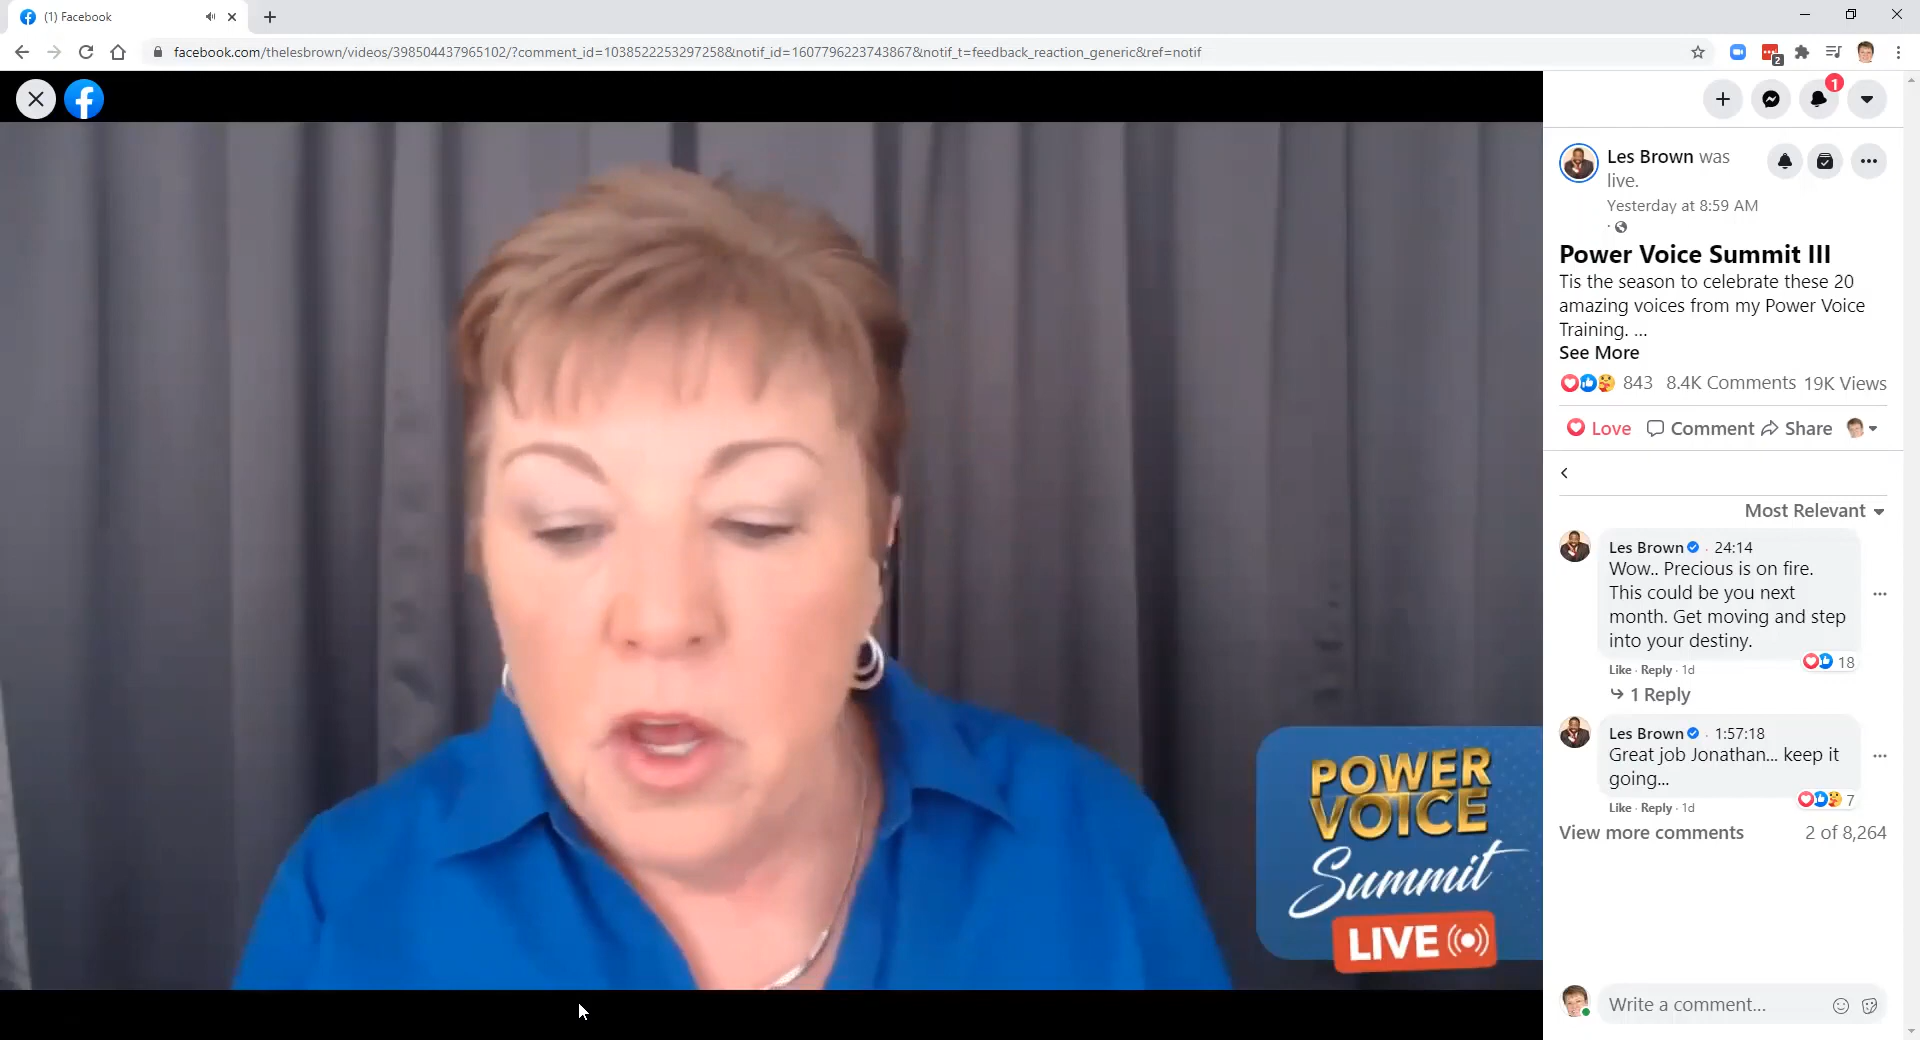 (1) Facebook
facebook.com/thelesbrown/videos/398504437965102/?comment_id=1038522253297258&notif_id=1607796223743867&notif_t=feedback_reaction_generic&ref=notif
2
1
Les Brown was
live.
Yesterday at 8:59 AM
·
Power Voice Summit III
Tis the season to celebrate these 20
amazing voices from my Power Voice
Training. ...
See More
843 8.4K Comments 19K Views
Love Comment Share
Most Relevant
Les Brown · 24:14
Wow.. Precious is on fire.
This could be you next
month. Get moving and step
into your destiny.
18
Like · Reply · 1d
1 Reply
Les Brown · 1:57:18
Great job Jonathan... keep it
going...
7
Like · Reply · 1d
View more comments 2 of 8,264
Write a comment...
POWER
VOICE
Summit
LIVE